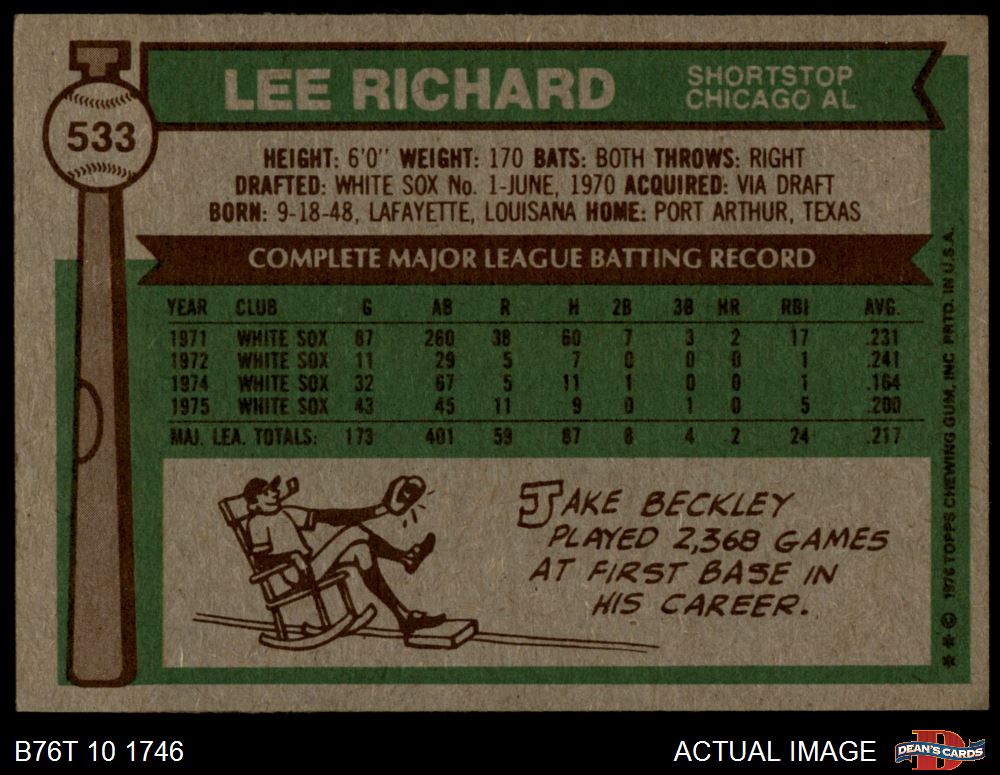 533
LEE RICHARD
SHORTSTOP
CHICAGO AL
HEIGHT: 6'0" WEIGHT: 170 BATS: BOTH THROWS: RIGHT
DRAFTED: WHITE SOX No. 1-JUNE, 1970 ACQUIRED: VIA DRAFT
BORN: 9-18-48, LAFAYETTE, LOUISANA HOME: PORT ARTHUR, TEXAS
COMPLETE MAJOR LEAGUE BATTING RECORD
YEAR CLUB G AB R H 2B 3B HR RBI AVG.
1971 WHITE SOX 87 260 38 60 7 3 2 17 .231
1972 WHITE SOX 11 29 5 7 0 0 0 1 .241
1974 WHITE SOX 32 67 5 11 1 0 0 1 .164
1975 WHITE SOX 43 45 11 9 0 1 0 5 .200
MAJ. LEA. TOTALS: 173 401 59 87 8 4 2 24 .217
JAKE BECKLEY
PLAYED 2,368 GAMES
AT FIRST BASE IN
HIS CAREER.
** © 1976 TOPPS CHEWING GUM, INC PRTD. IN U.S.A.
B76T 10 1746
ACTUAL IMAGE
DEAN'S CARDS